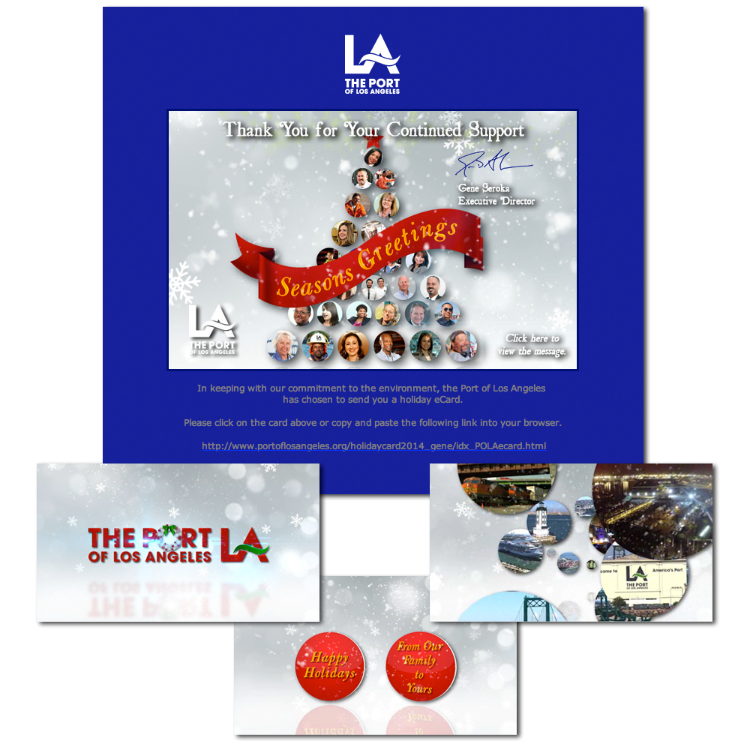 LA
THE PORT
OF LOS ANGELES
Thank You for Your Continued Support
Gene Seroka
Executive Director
Seasons Greetings
LA
THE PORT
OF LOS ANGELES
Click here to
view the message.
In keeping with our commitment to the environment, the Port of Los Angeles
has chosen to send you a holiday eCard.
Please click on the card above or copy and paste the following link into your browser.
http://www.portoflosangeles.org/holidaycard2014_gene/idx_POLAecard.html
THE PORT LA
OF LOS ANGELES
come to
America's Port
LA
THE PORT
OF LOS ANGELES
Happy
Holidays
From Our
Family
to
Yours